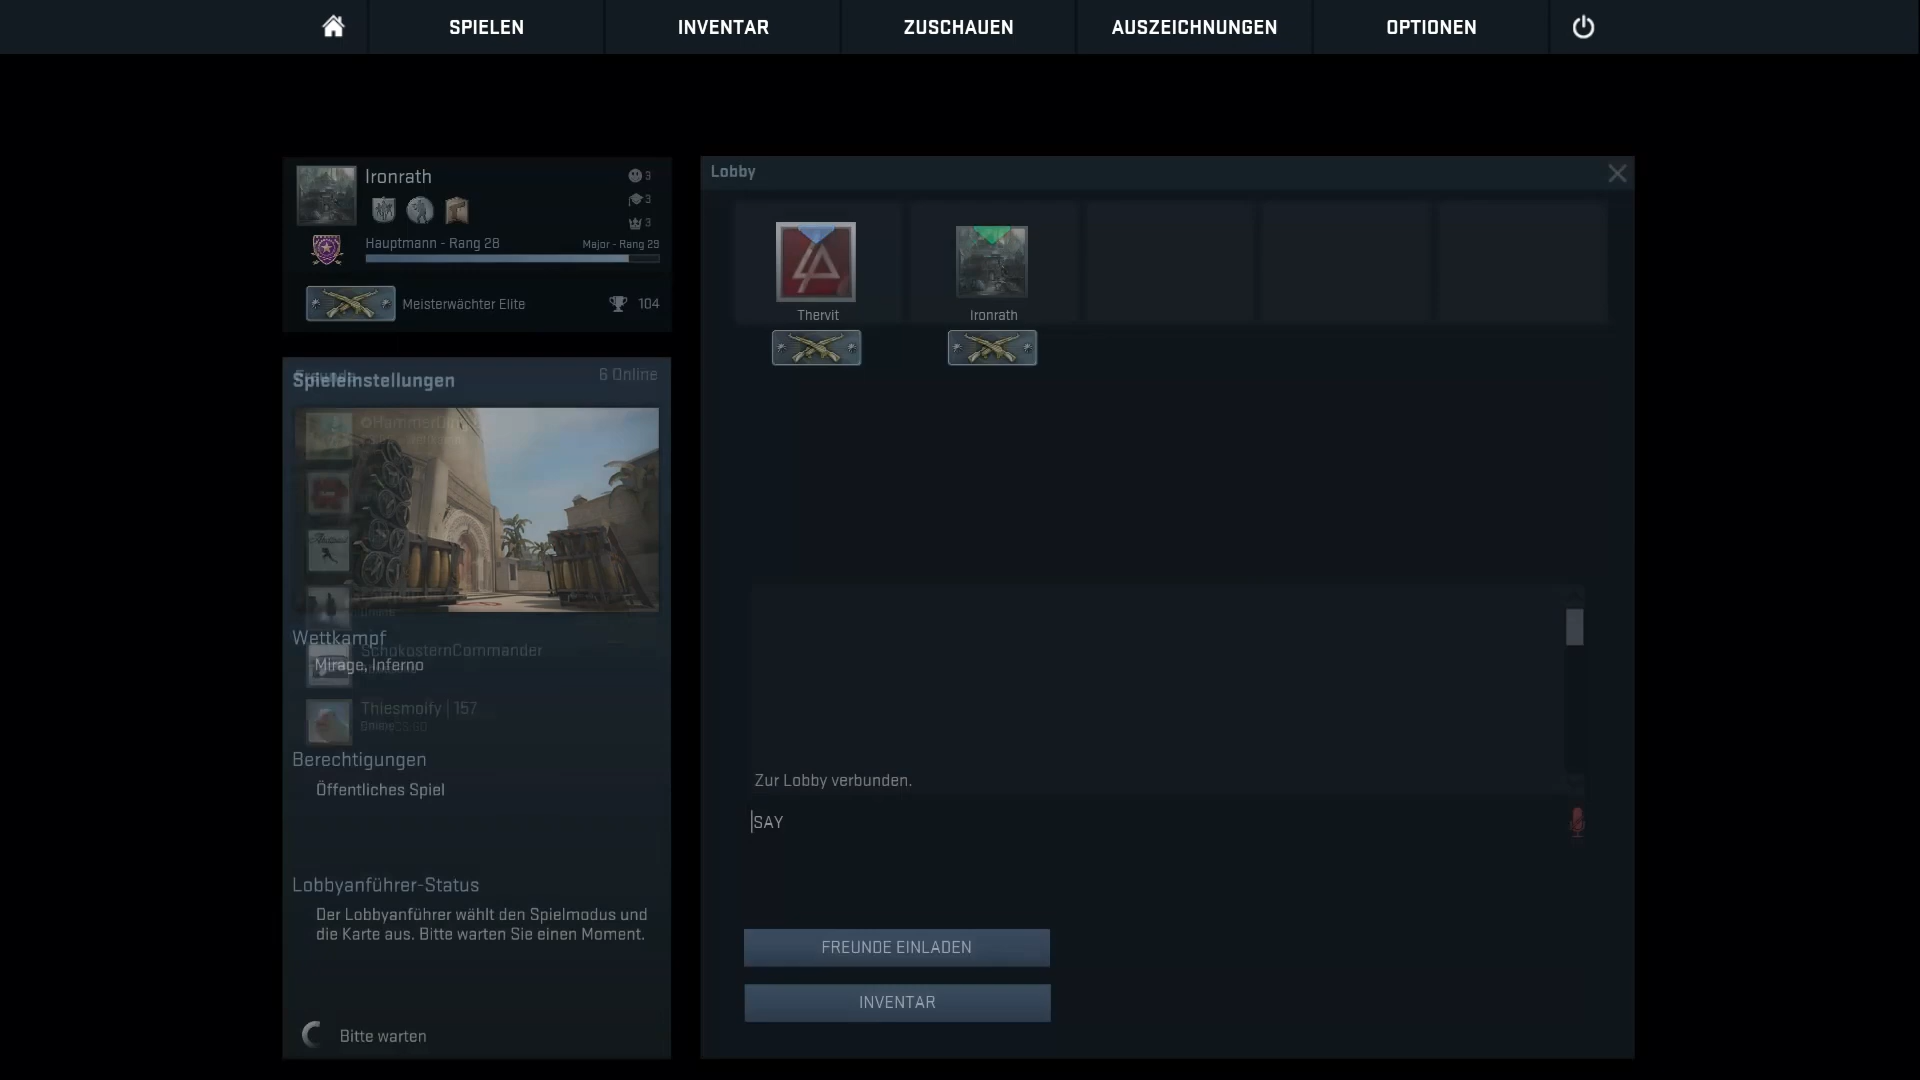 SPIELEN
INVENTAR
ZUSCHAUEN
AUSZEICHNUNGEN
OPTIONEN
Ironrath
3
3
3
Hauptmann - Rang 28
Major - Rang 29
Meisterwächter Elite
104
Spieleinstellungen
6 Online
Wettkampf
SchokosternCommander
Mirage, Inferno
Thiesmoify | 157
Berechtigungen
Öffentliches Spiel
Lobbyanführer-Status
Der Lobbyanführer wählt den Spielmodus und
die Karte aus. Bitte warten Sie einen Moment.
Bitte warten
Lobby
Thervit
Ironrath
Zur Lobby verbunden.
SAY
FREUNDE EINLADEN
INVENTAR